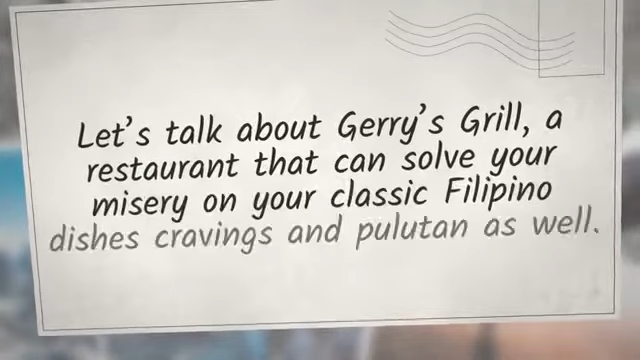 Let's talk about Gerry's Grill, a
restaurant that can solve your
misery on your classic Filipino
dishes cravings and pulutan as well.